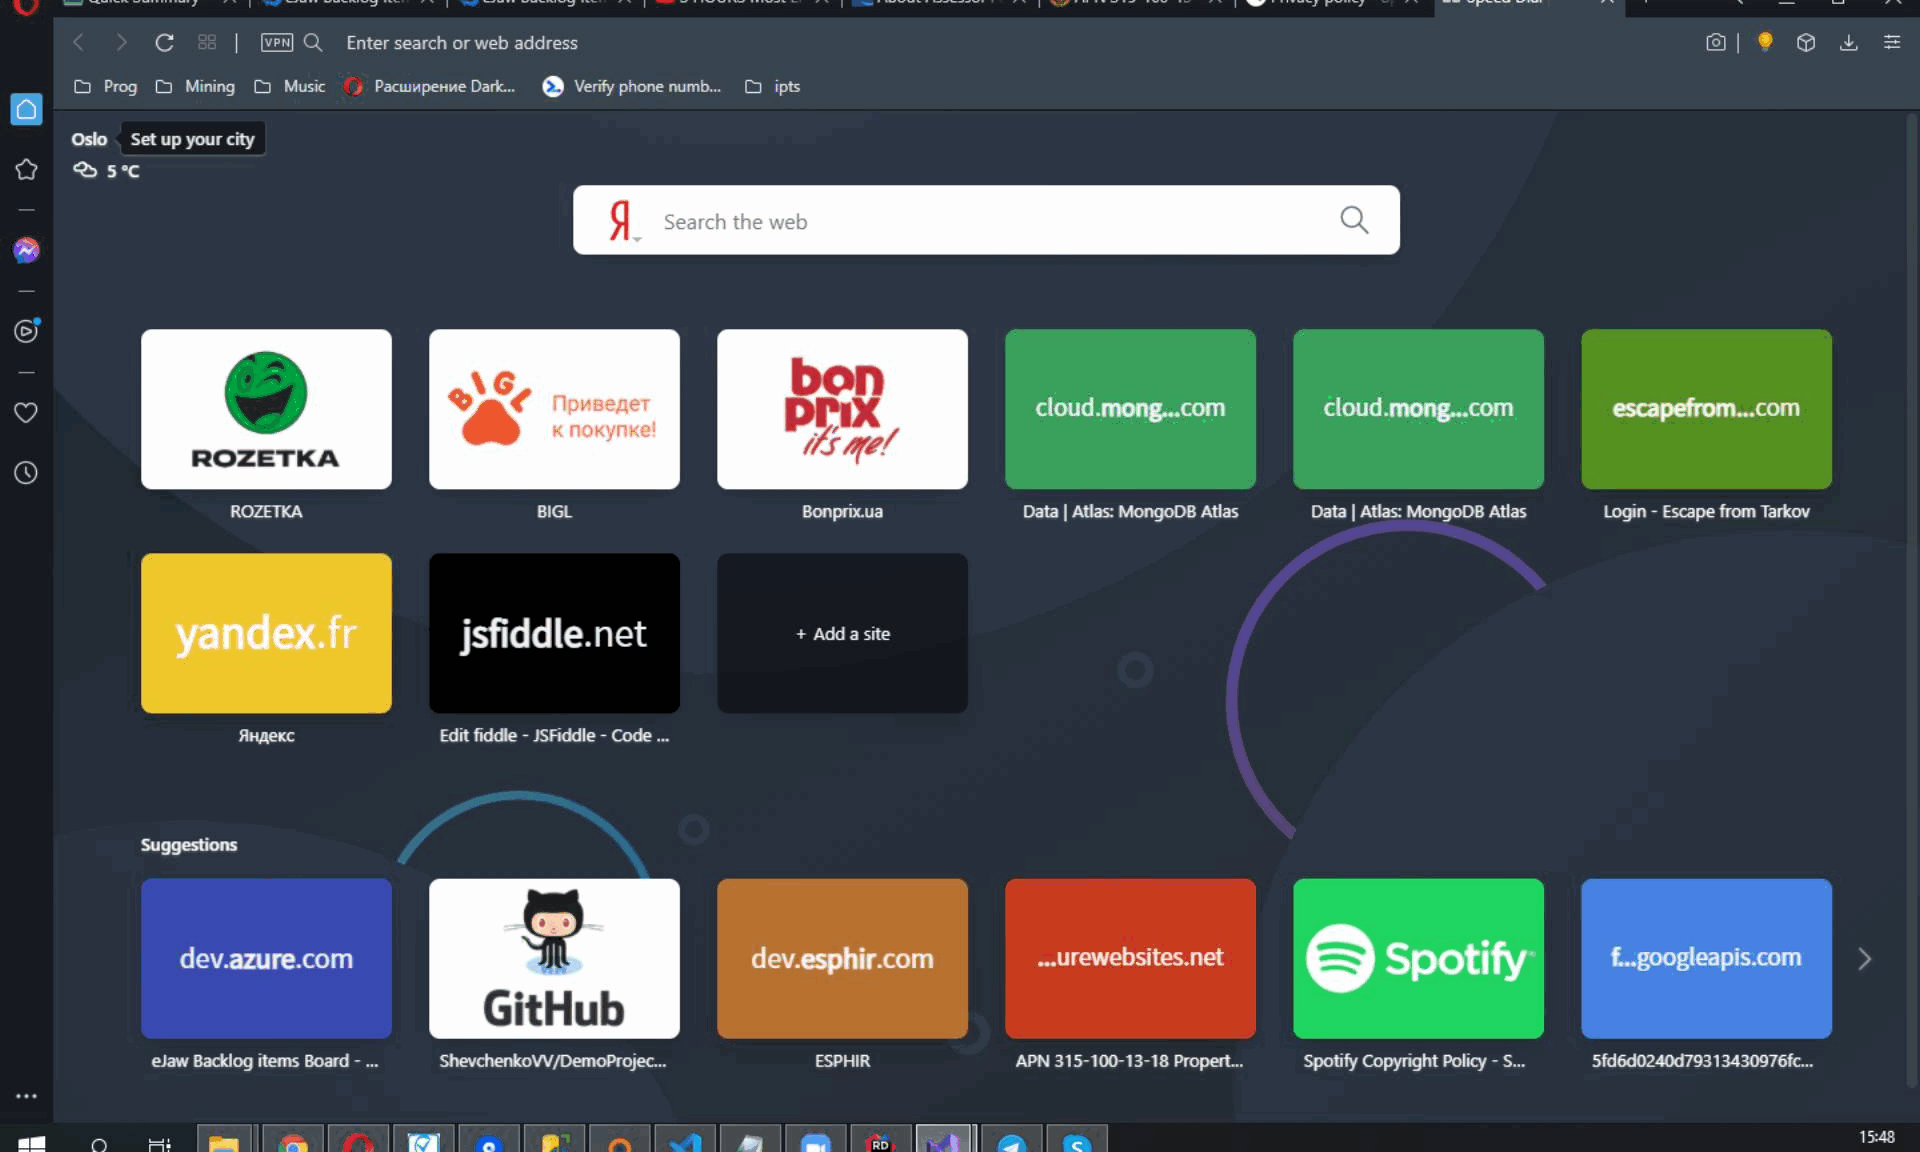 VPN
Enter search or web address
Prog
Mining
Music
Расширение Dark...
Verify phone numb...
ipts
Oslo
Set up your city
5 °C
Я
Search the web
ROZETKA
BIGL
Приведет
к покупке!
bon
prix
it's me!
cloud.mong...com
cloud.mong...com
escapefrom...com
ROZETKA
BIGL
Bonprix.ua
Data | Atlas: MongoDB Atlas
Data | Atlas: MongoDB Atlas
Login - Escape from Tarkov
yandex.fr
jsfiddle.net
+ Add a site
Яндекс
Edit fiddle - JSFiddle - Code ...
Suggestions
dev.azure.com
GitHub
dev.esphir.com
...urewebsites.net
Spotify
f...googleapis.com
eJaw Backlog items Board - ...
ShevchenkoVV/DemoProjec...
ESPHIR
APN 315-100-13-18 Propert...
Spotify Copyright Policy - S...
5fd6d0240d79313430976fc...
RD
15:48